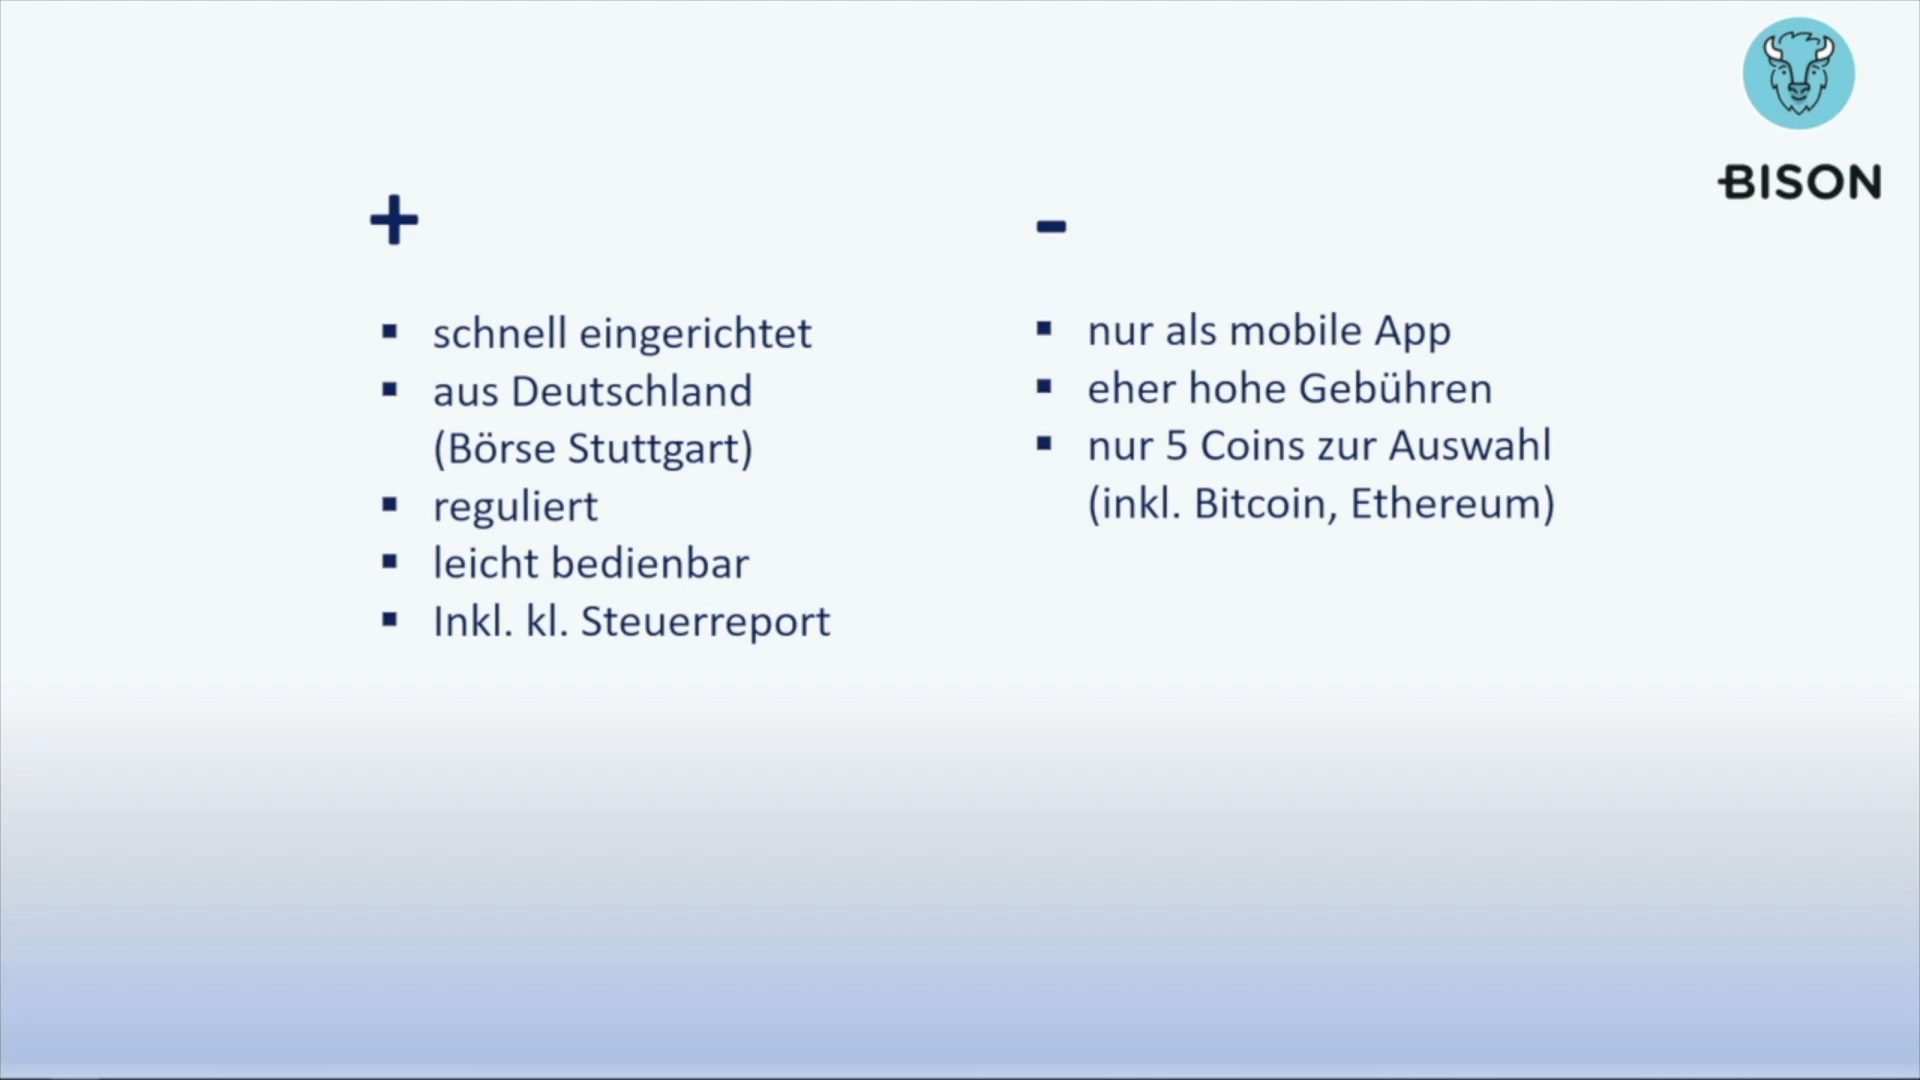 BISON
+
schnell eingerichtet
aus Deutschland
(Börse Stuttgart)
reguliert
leicht bedienbar
Inkl. kl. Steuerreport
-
nur als mobile App
eher hohe Gebühren
nur 5 Coins zur Auswahl
(inkl. Bitcoin, Ethereum)